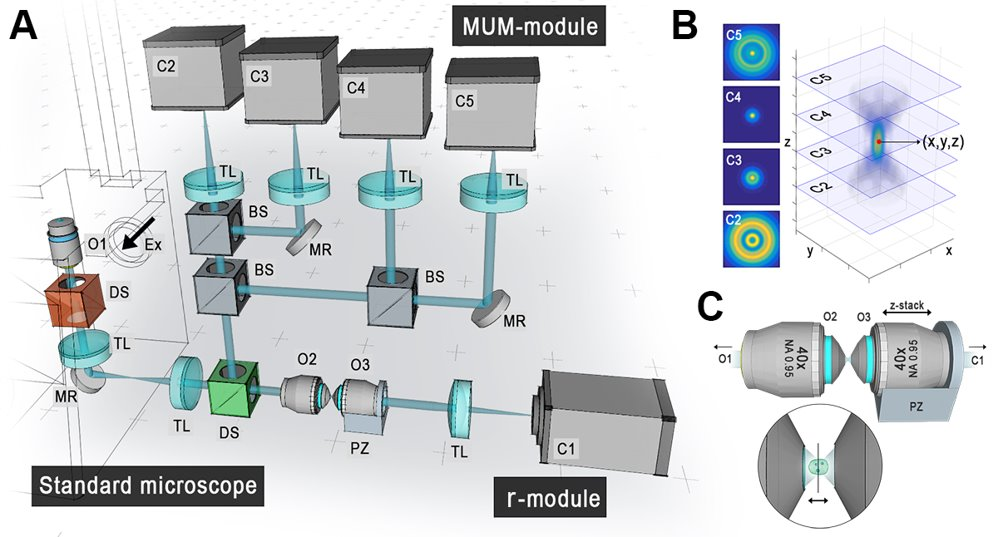 A
MUM-module
C2
C3
C4
C5
TL
TL
TL
TL
BS
MR
BS
BS
MR
O1
Ex
DS
TL
MR
TL
DS
O2
O3
PZ
TL
C1
Standard microscope
r-module
B
C5
C4
C3
C2
z
C5
C4
C3
C2
(x,y,z)
y
x
C
z-stack
O2
O3
O1
40x
NA 0.95
40x
NA 0.95
C1
PZ